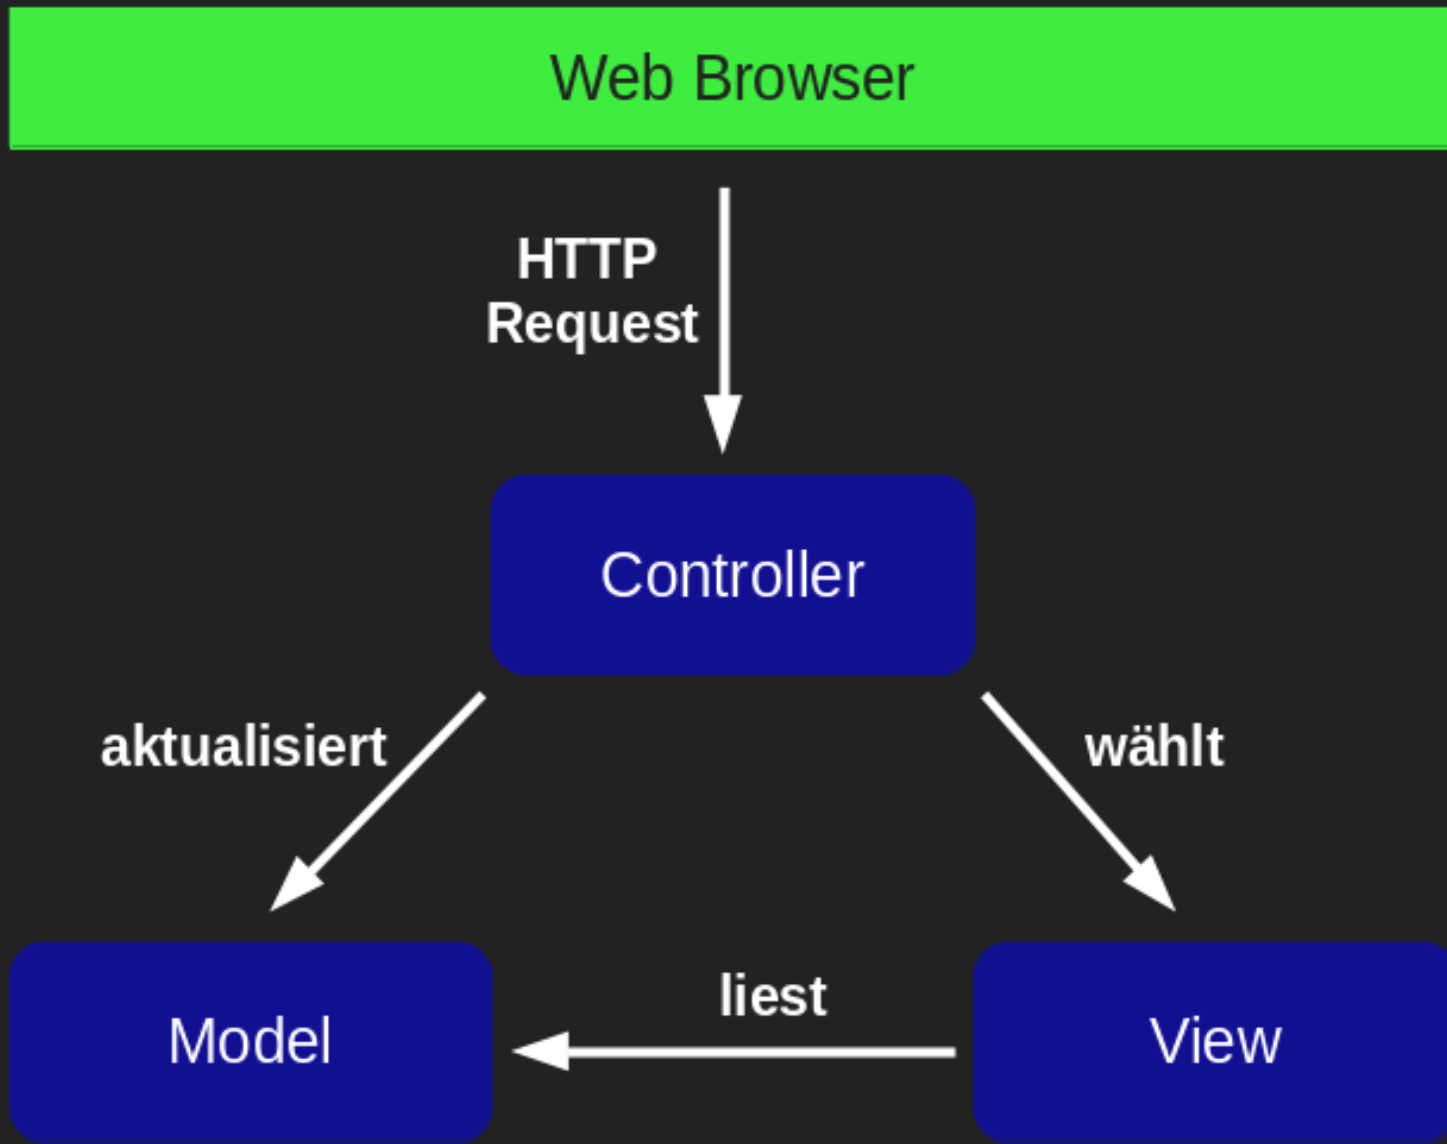 Web Browser
HTTP
Request
Controller
aktualisiert
wählt
liest
Model
View